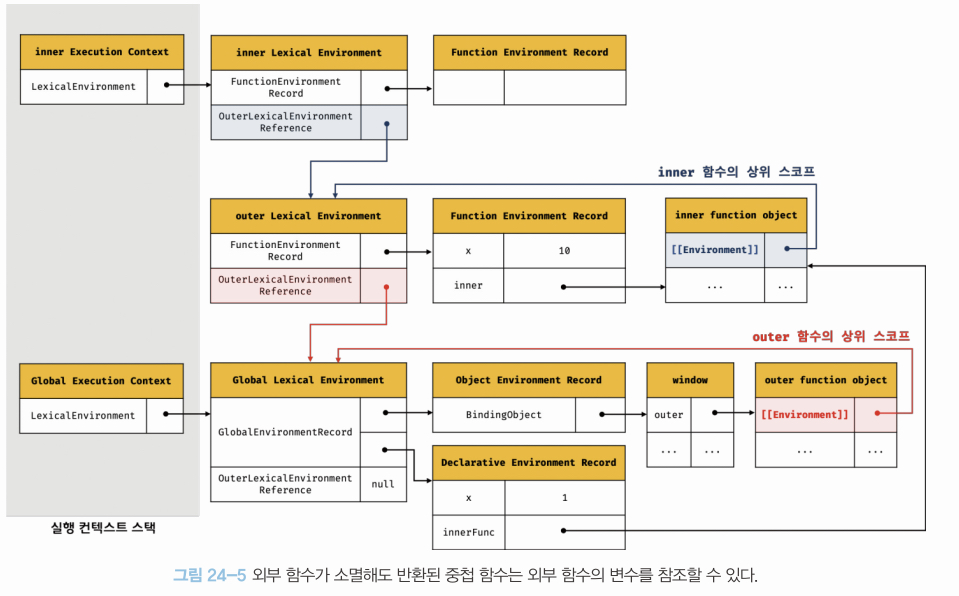 inner Execution Context
LexicalEnvironment
inner Lexical Environment
FunctionEnvironment
Record
OuterLexicalEnvironment
Reference
Function Environment Record
inner 함수의 상위 스코프
outer Lexical Environment
FunctionEnvironment
Record
OuterLexicalEnvironment
Reference
Function Environment Record
x 10
inner
inner function object
[[Environment]]
... ...
outer 함수의 상위 스코프
Global Execution Context
LexicalEnvironment
Global Lexical Environment
GlobalEnvironmentRecord
OuterLexicalEnvironment
Reference
null
Object Environment Record
BindingObject
window
outer
... ...
outer function object
[[Environment]]
... ...
Declarative Environment Record
x 1
innerFunc
실행 컨텍스트 스택
그림 24-5 외부 함수가 소멸해도 반환된 중첩 함수는 외부 함수의 변수를 참조할 수 있다.